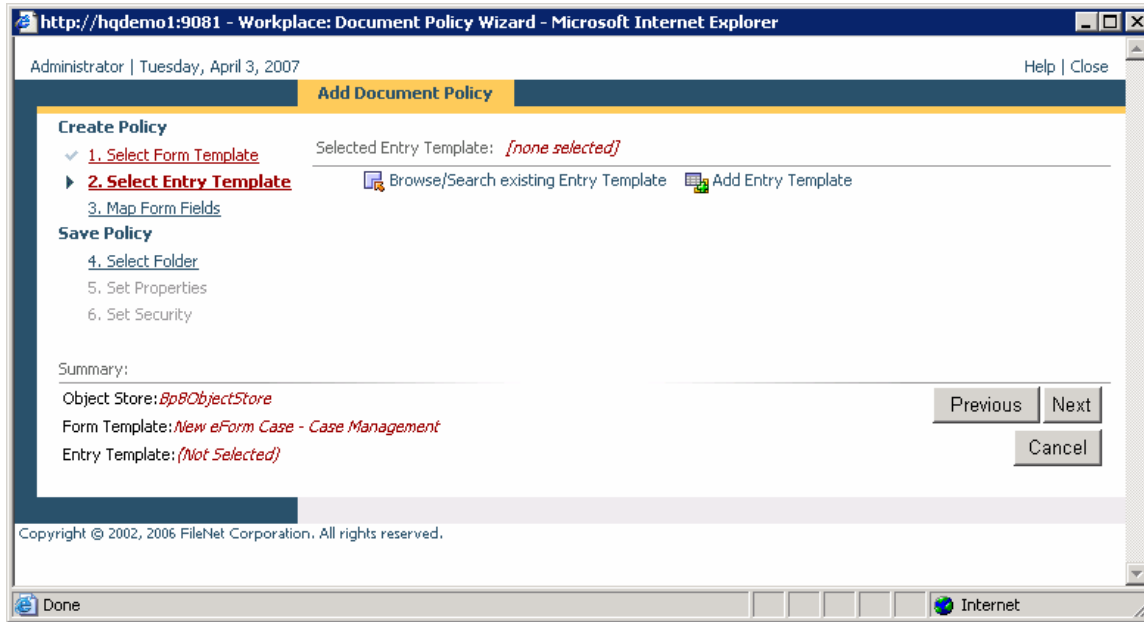 http://hqdemo1:9081 - Workplace: Document Policy Wizard - Microsoft Internet Explorer
Administrator | Tuesday, April 3, 2007
Help | Close
Add Document Policy
Create Policy
1. Select Form Template
2. Select Entry Template
3. Map Form Fields
Save Policy
4. Select Folder
5. Set Properties
6. Set Security
Selected Entry Template: [none selected]
Browse/Search existing Entry Template Add Entry Template
Summary:
Object Store:Bp8ObjectStore
Form Template:New eForm Case - Case Management
Entry Template:(Not Selected)
Previous Next
Cancel
Copyright © 2002, 2006 FileNet Corporation. All rights reserved.
Done
Internet